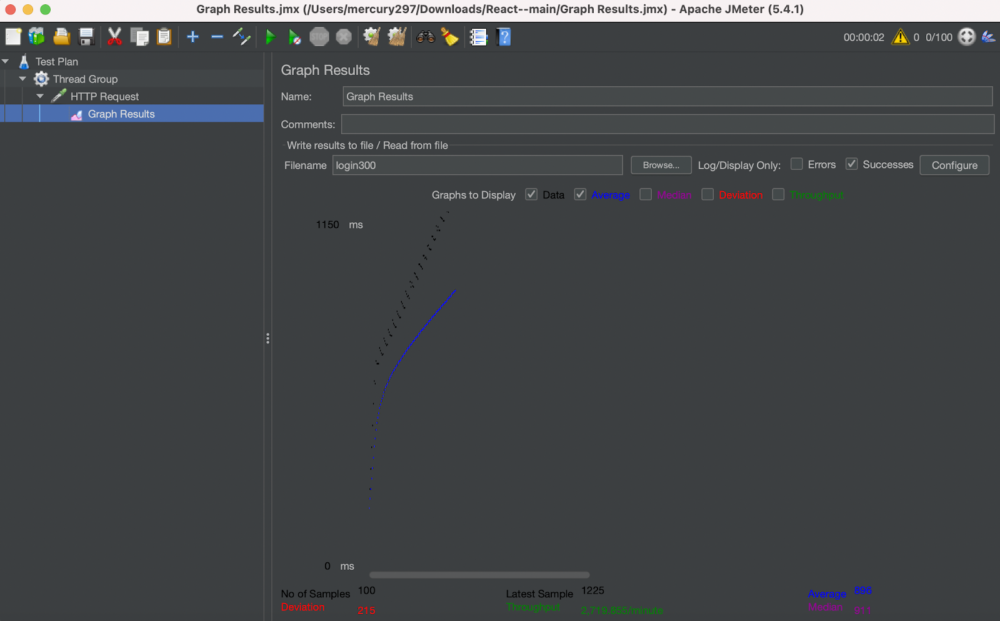 Graph Results.jmx (/Users/mercury297/Downloads/React--main/Graph Results.jmx) - Apache JMeter (5.4.1)
STOP 00:00:02 0 0/100
Test Plan
Thread Group
HTTP Request
Graph Results
Graph Results
Name: Graph Results
Comments:
Write results to file / Read from file
Filename login300 Browse... Log/Display Only: Errors Successes Configure
Graphs to Display Data Average Median Deviation Throughput
1150 ms
0 ms
No of Samples 100 Latest Sample 1225 Average 896
Deviation 215 Throughput 2,719.855/minute Median 911